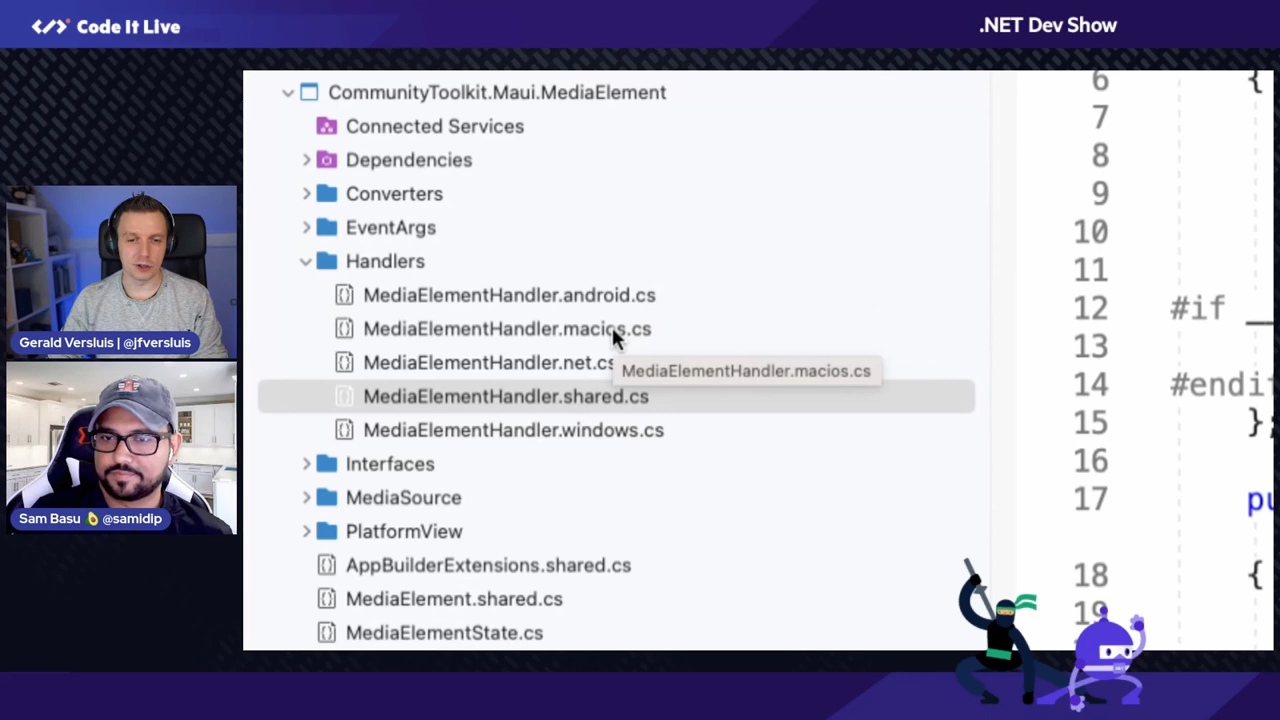 Code It Live
.NET Dev Show
CommunityToolkit.Maui.MediaElement
Connected Services
Dependencies
Converters
EventArgs
Handlers
MediaElementHandler.android.cs
MediaElementHandler.macios.cs
MediaElementHandler.net.cs
MediaElementHandler.macios.cs
MediaElementHandler.shared.cs
MediaElementHandler.windows.cs
Interfaces
MediaSource
PlatformView
AppBuilderExtensions.shared.cs
MediaElement.shared.cs
MediaElementState.cs
6 {
7
8
9
10
11
12 #if __
13
14 #endif
15 };
16
17 pu
18 {
19
Gerald Versluis | @jfversluis
Sam Basu 🥑 @samidip